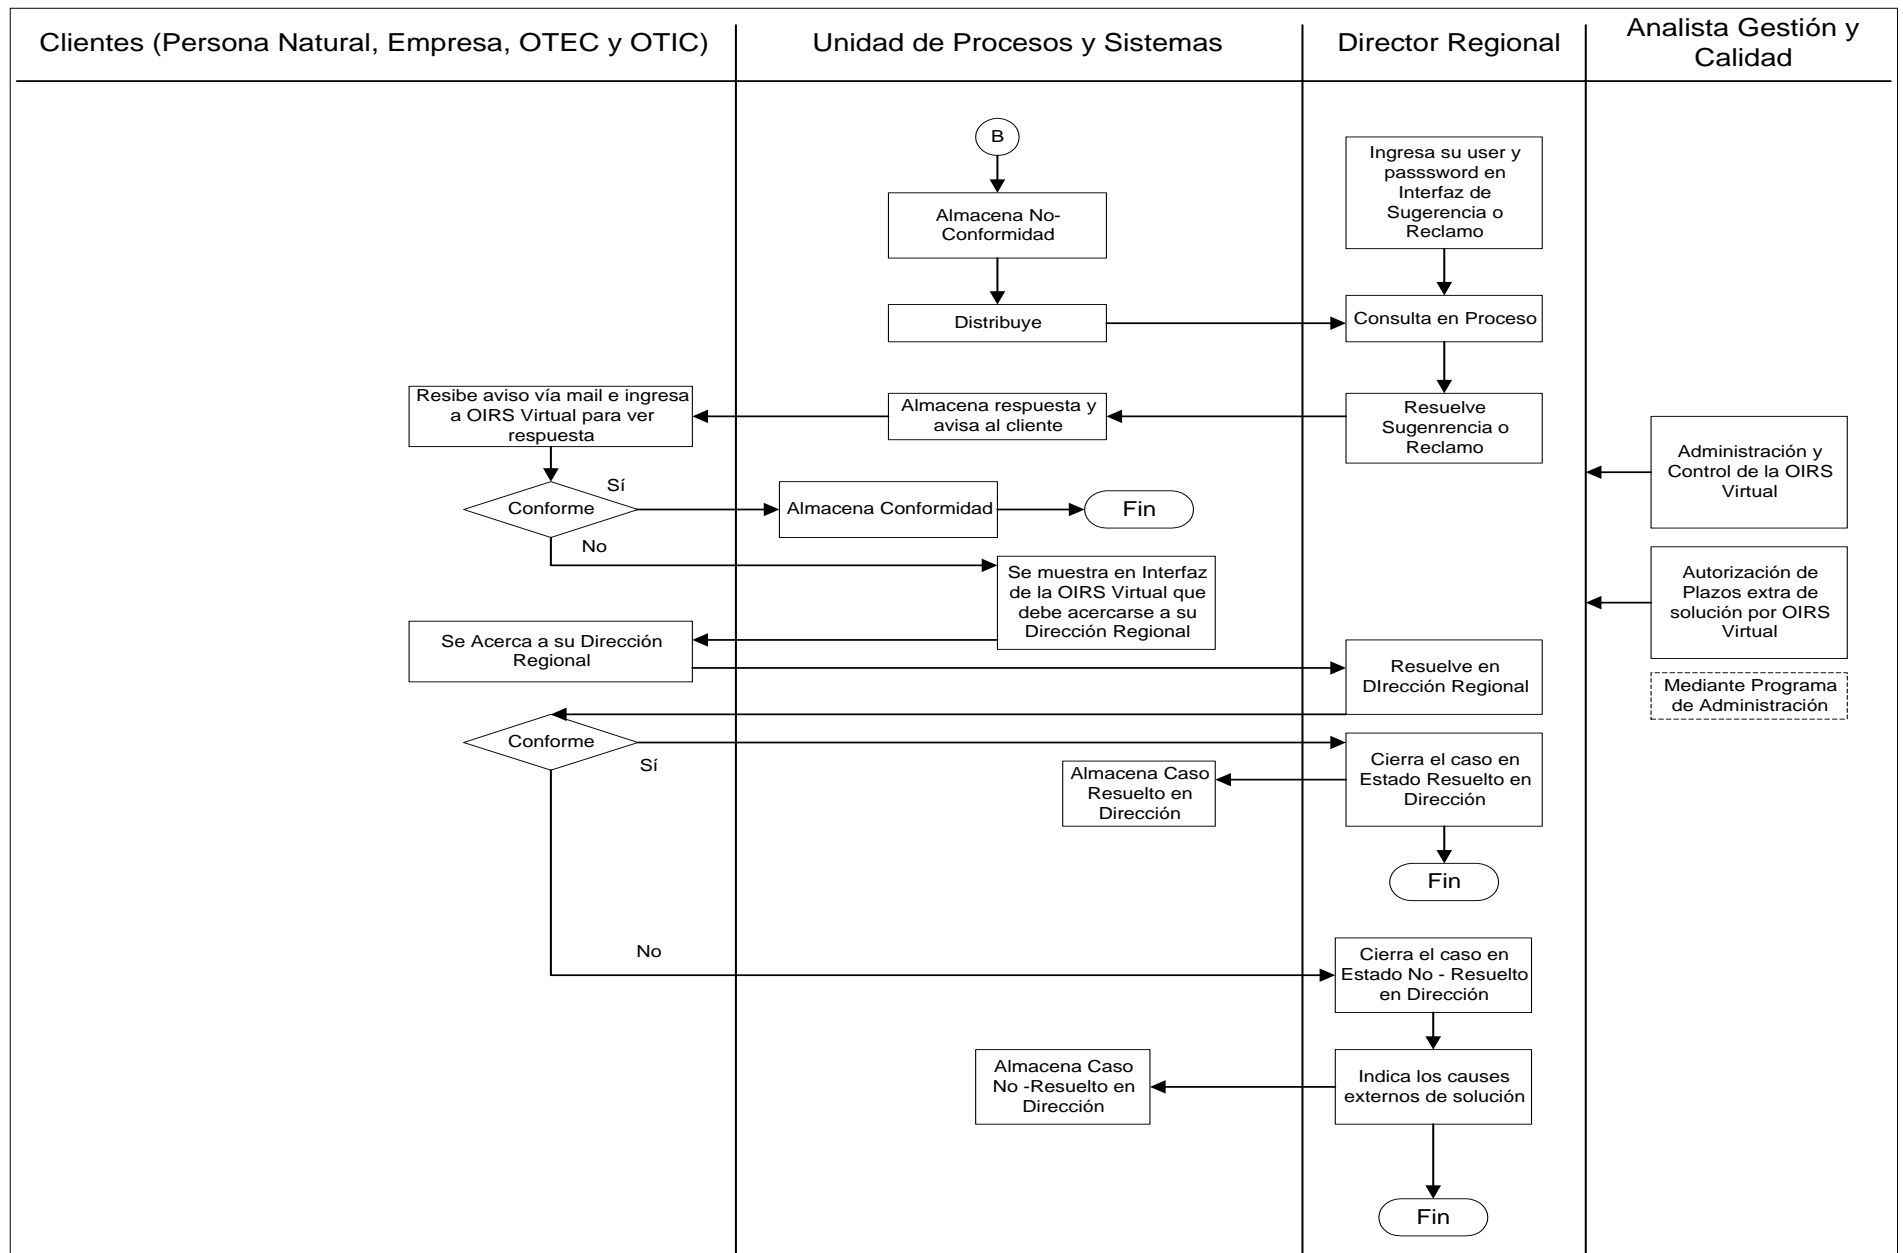 Clientes (Persona Natural, Empresa, OTEC y OTIC)
Unidad de Procesos y Sistemas
Director Regional
Analista Gestión y
Calidad
B
Ingresa su user y
passsword en
Interfaz de
Sugerencia o
Reclamo
Almacena No-
Conformidad
Distribuye
Consulta en Proceso
Resibe aviso vía mail e ingresa
a OIRS Virtual para ver
respuesta
Almacena respuesta y
avisa al cliente
Resuelve
Sugenrencia o
Reclamo
Administración y
Control de la OIRS
Virtual
Conforme
Sí
Almacena Conformidad
Fin
No
Se muestra en Interfaz
de la OIRS Virtual que
debe acercarse a su
Dirección Regional
Autorización de
Plazos extra de
solución por OIRS
Virtual
Se Acerca a su Dirección
Regional
Resuelve en
DIrección Regional
Mediante Programa
de Administración
Conforme
Sí
Cierra el caso en
Estado Resuelto en
Dirección
Almacena Caso
Resuelto en
Dirección
Fin
No
Cierra el caso en
Estado No - Resuelto
en Dirección
Almacena Caso
No -Resuelto en
Dirección
Indica los causes
externos de solución
Fin